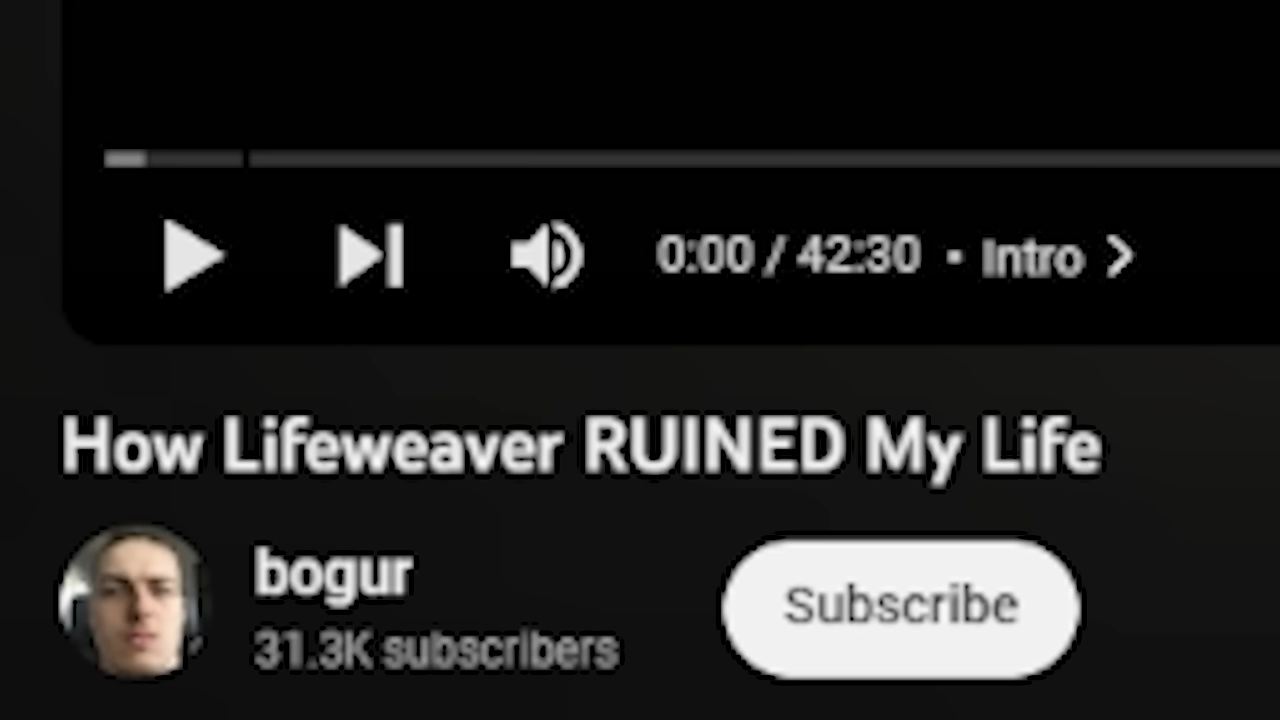 0:00 / 42:30 • Intro >
How Lifeweaver RUINED My Life
bogur
31.3K subscribers
Subscribe